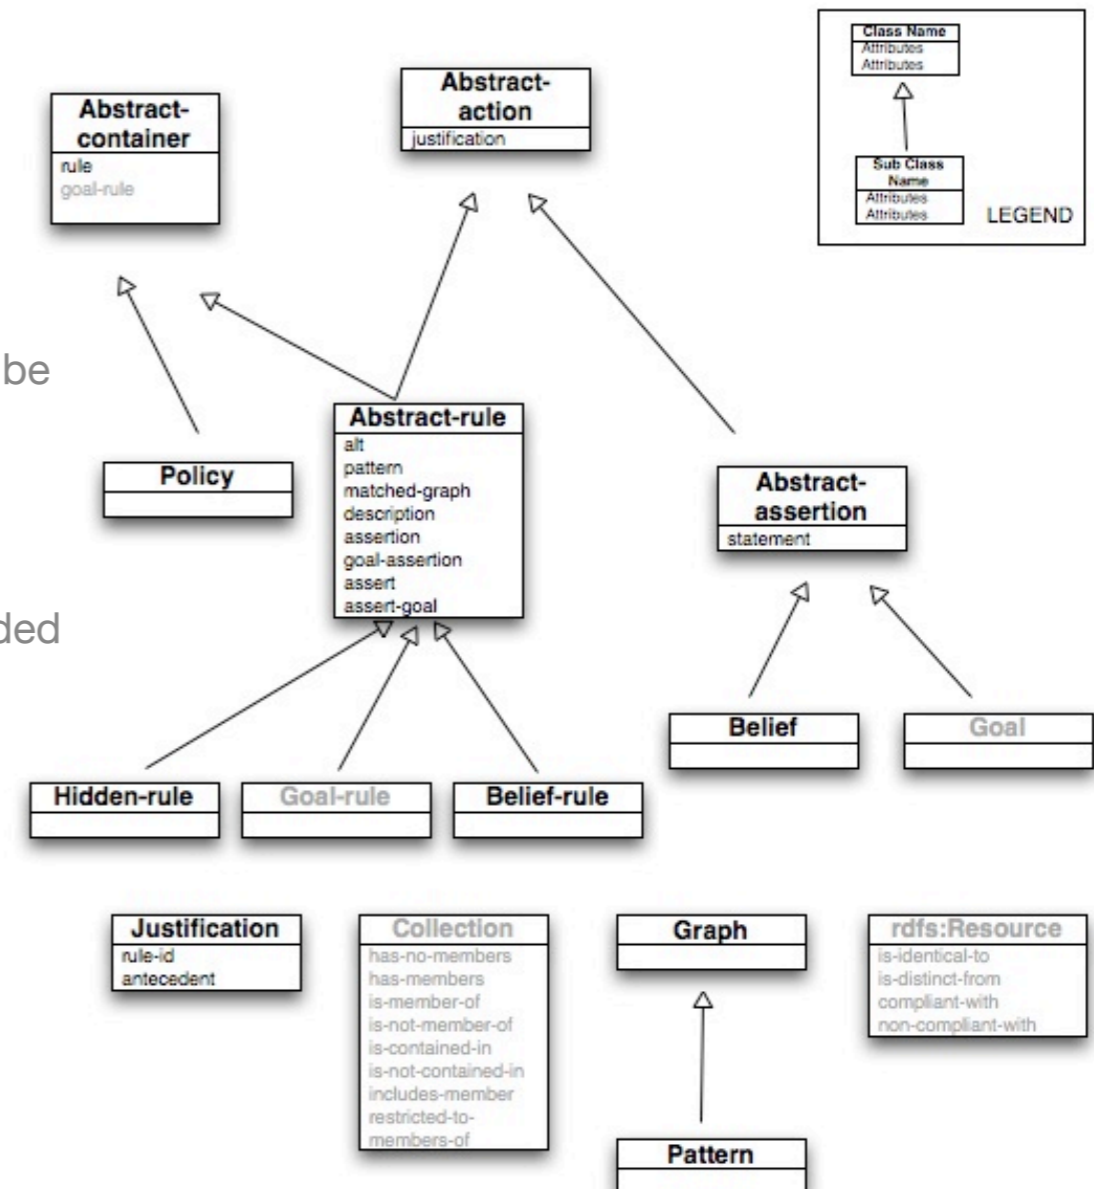 Class Name
Attributes
Attributes
Sub Class
Name
Attributes
Attributes
LEGEND
Abstract-
action
justification
Abstract-
container
rule
goal-rule
be
Abstract-rule
alt
pattern
matched-graph
description
assertion
goal-assertion
assert
assert-goal
Policy
Abstract-
assertion
statement
ded
Belief
Goal
Hidden-rule
Goal-rule
Belief-rule
Justification
rule-id
antecedent
Collection
has-no-members
has-members
is-member-of
is-not-member-of
is-contained-in
is-not-contained-in
includes-member
restricted-to-
members-of
Graph
rdfs:Resource
is-identical-to
is-distinct-from
compliant-with
non-compliant-with
Pattern